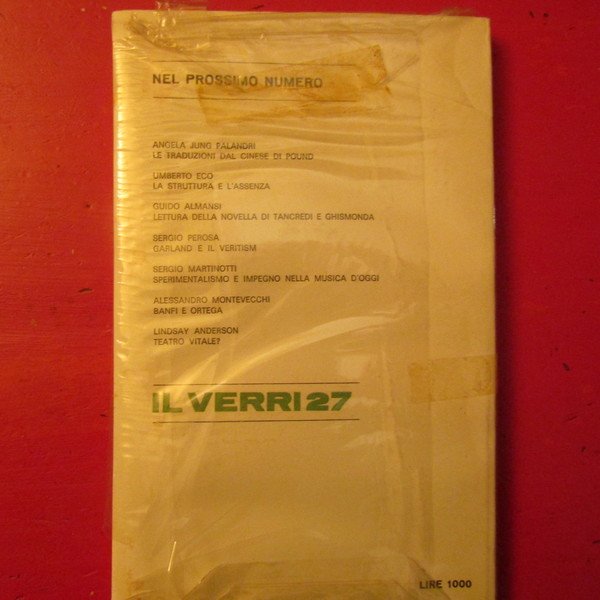 NEL PROSSIMO NUMERO
ANGELA JUNG PALANDRI
LE TRADUZIONI DAL CINESE DI POUND
UMBERTO ECO
LA STRUTTURA E L'ASSENZA
GUIDO ALMANSI
LETTURA DELLA NOVELLA DI TANCREDI E GHISMONDA
SERGIO PEROSA
GARLAND E IL VERITISM
SERGIO MARTINOTTI
SPERIMENTALISMO E IMPEGNO NELLA MUSICA D'OGGI
ALESSANDRO MONTEVECCHI
BANFI E ORTEGA
LINDSAY ANDERSON
TEATRO VITALE?
IL VERRI 27
LIRE 1000